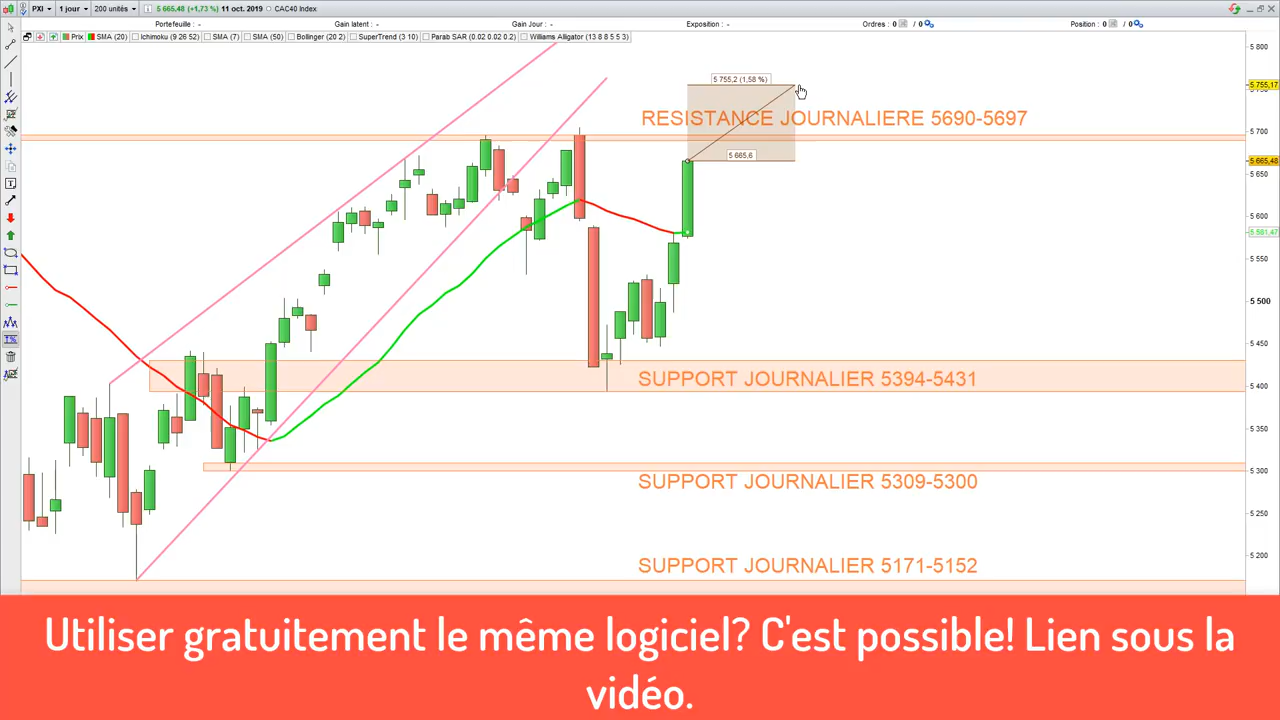 PXI 1 jour 200 unités 5 665,48 (+1,73 %) 11 oct. 2019 CAC40 Index
Portefeuille : - Gain latent : - Gain Jour : - Exposition : - Ordres : 0 / 0 Position : 0 / 0
Prix SMA (20) Ichimoku (9 26 52) SMA (7) SMA (50) Bollinger (20 2) SuperTrend (3 10) Parab SAR (0.02 0.02 0.2) Williams Alligator (13 8 8 5 5 3)
5 800
5 755,2 (1,58 %)
5 755,17
RESISTANCE JOURNALIERE 5690-5697
5 700
5 665,6
5 665,48
5 650
5 600
5 581,47
5 550
5 500
5 450
SUPPORT JOURNALIER 5394-5431
5 400
5 350
5 300
SUPPORT JOURNALIER 5309-5300
5 250
5 200
SUPPORT JOURNALIER 5171-5152
Utiliser gratuitement le même logiciel? C'est possible! Lien sous la
vidéo.